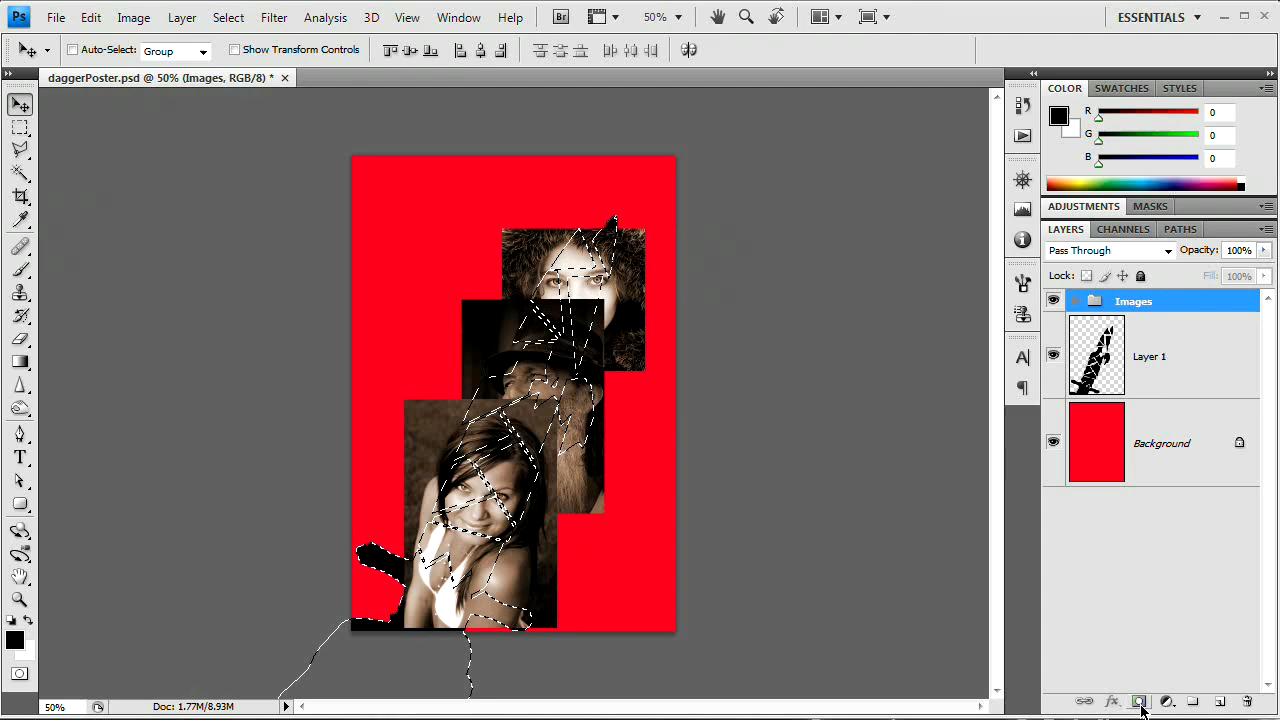 Ps File Edit Image Layer Select Filter Analysis 3D View Window Help Br 50% ESSENTIALS
Auto-Select: Group Show Transform Controls
daggerPoster.psd @ 50% (Images, RGB/8) *
COLOR SWATCHES STYLES
R 0
G 0
B 0
ADJUSTMENTS MASKS
LAYERS CHANNELS PATHS
Pass Through Opacity: 100%
Lock: Fill: 100%
Images
Layer 1
Background
50% Doc: 1.77M/8.93M
fx